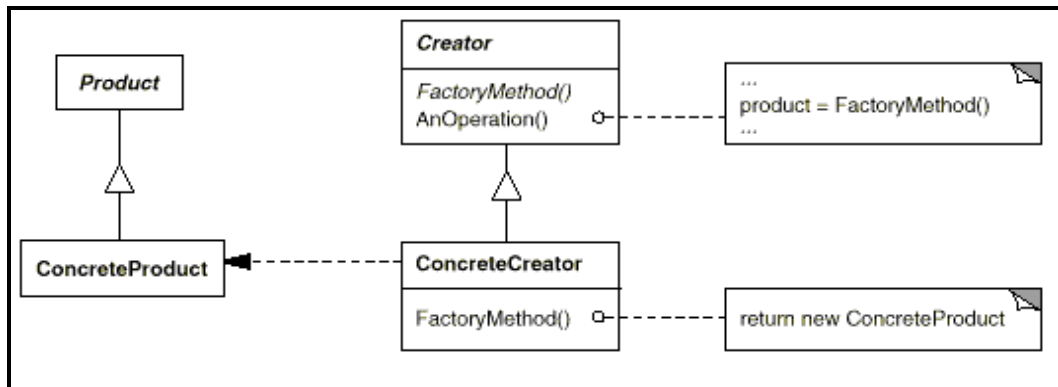 Product
ConcreteProduct
Creator
FactoryMethod()
AnOperation()
...
product = FactoryMethod()
...
ConcreteCreator
FactoryMethod()
return new ConcreteProduct